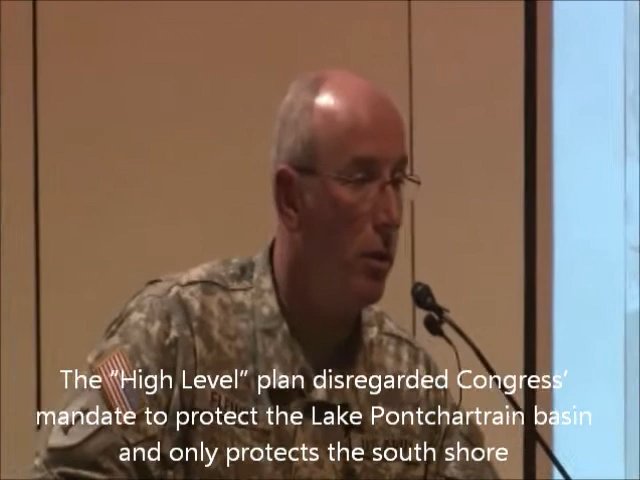 The “High Level” plan disregarded Congress’
mandate to protect the Lake Pontchartrain basin
and only protects the south shore